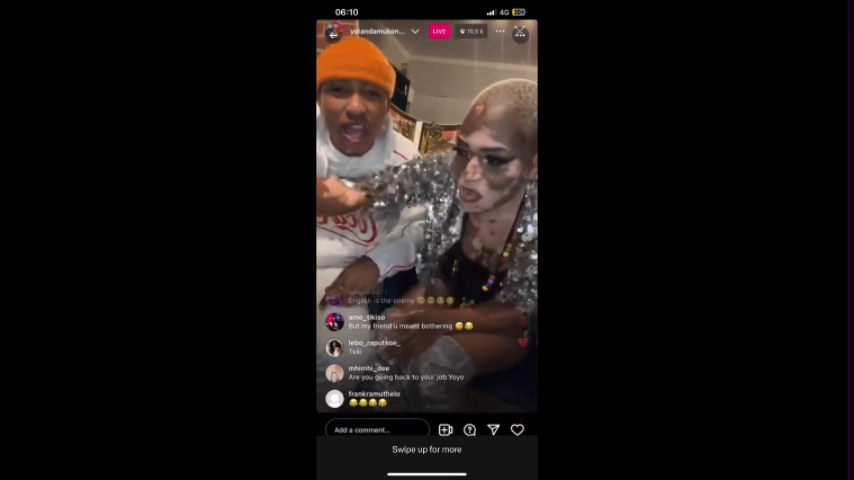 06:10
4G
yolandamukon...
LIVE
10,5 k
English is the enemy 😂😂😂😂
amo_tikiso
But my friend u meant bothering 🤣😂
lebo_raputsoe_
Tsiii
mhimhi_dee
Are you going back to your job Yoyo
frankramuthelo
😂😂😂😂
Add a comment...
Swipe up for more